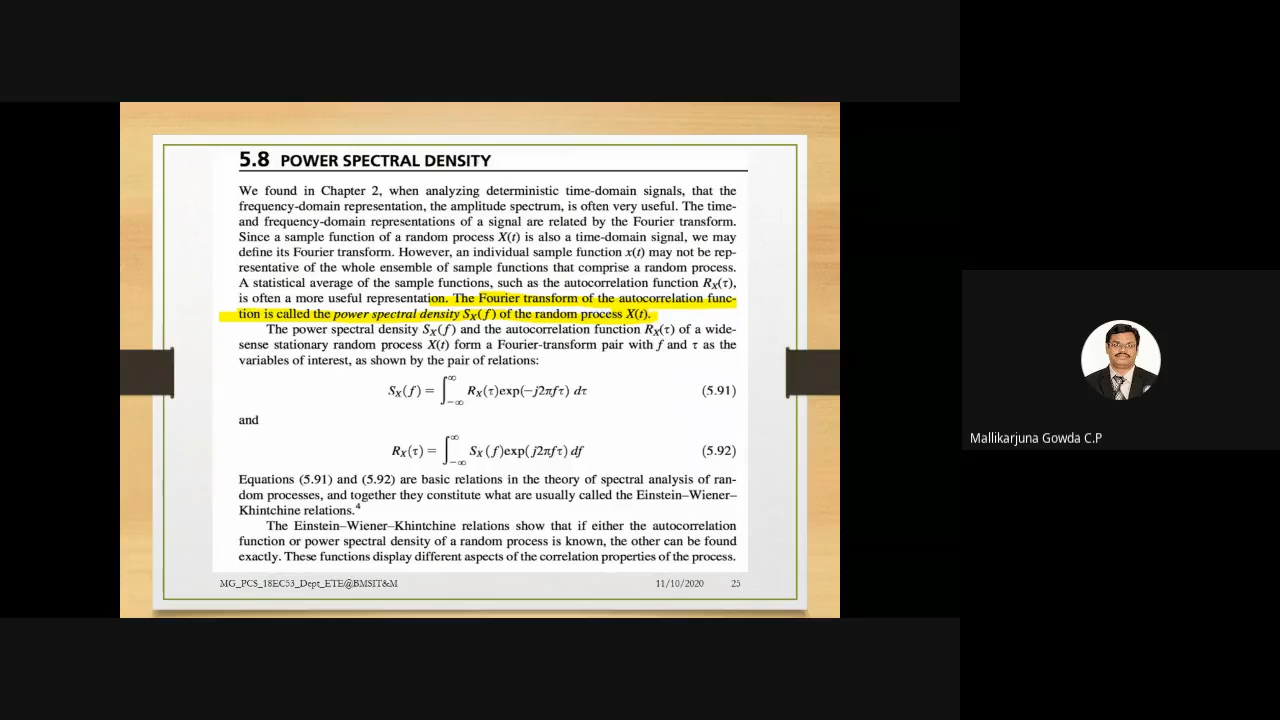 5.8 POWER SPECTRAL DENSITY
We found in Chapter 2, when analyzing deterministic time-domain signals, that the
frequency-domain representation, the amplitude spectrum, is often very useful. The time-
and frequency-domain representations of a signal are related by the Fourier transform.
Since a sample function of a random process X(t) is also a time-domain signal, we may
define its Fourier transform. However, an individual sample function x(t) may not be rep-
resentative of the whole ensemble of sample functions that comprise a random process.
A statistical average of the sample functions, such as the autocorrelation function R_X(τ),
is often a more useful representation. The Fourier transform of the autocorrelation func-
tion is called the power spectral density S_X(f) of the random process X(t).
The power spectral density S_X(f) and the autocorrelation function R_X(τ) of a wide-
sense stationary random process X(t) form a Fourier-transform pair with f and τ as the
variables of interest, as shown by the pair of relations:
S_X(f) = ∫_{-∞}^{∞} R_X(τ)exp(−j2πfτ) dτ (5.91)
and
R_X(τ) = ∫_{-∞}^{∞} S_X(f)exp(j2πfτ) df (5.92)
Equations (5.91) and (5.92) are basic relations in the theory of spectral analysis of ran-
dom processes, and together they constitute what are usually called the Einstein–Wiener–
Khintchine relations.⁴
The Einstein–Wiener–Khintchine relations show that if either the autocorrelation
function or power spectral density of a random process is known, the other can be found
exactly. These functions display different aspects of the correlation properties of the process.
MG_PCS_18EC53_Dept_ETE@BMSIT&M 11/10/2020 25
Mallikarjuna Gowda C.P